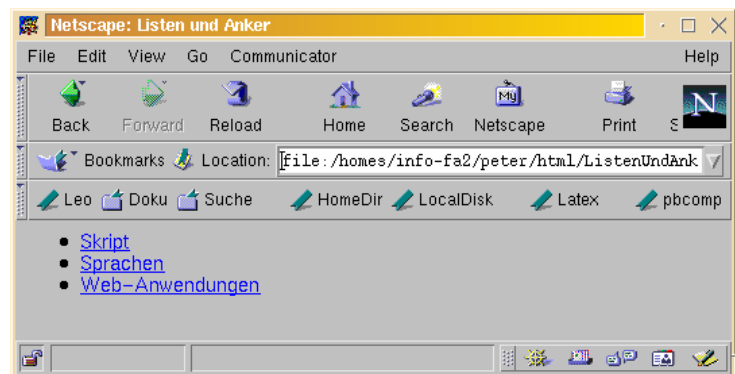 Netscape: Listen und Anker
File Edit View Go Communicator Help
Back Forward Reload Home Search Netscape Print S N
My
Bookmarks Location: file:/homes/info-fa2/peter/html/ListenUndAnk
Leo Doku Suche HomeDir LocalDisk Latex pbcomp
Skript
Sprachen
Web-Anwendungen